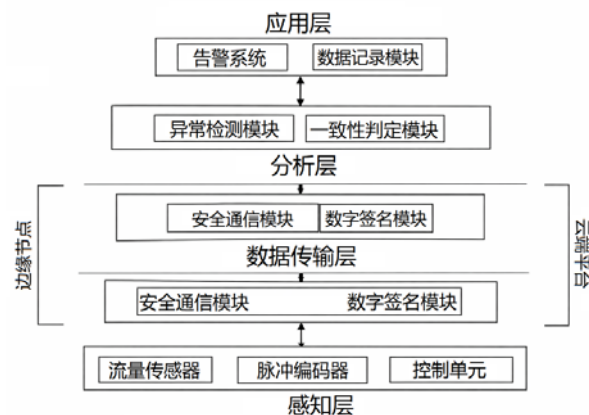 应用层
告警系统 数据记录模块
异常检测模块 一致性判定模块
分析层
安全通信模块 数字签名模块
数据传输层
安全通信模块 数字签名模块
流量传感器 脉冲编码器 控制单元
感知层
边缘节点
云端平台